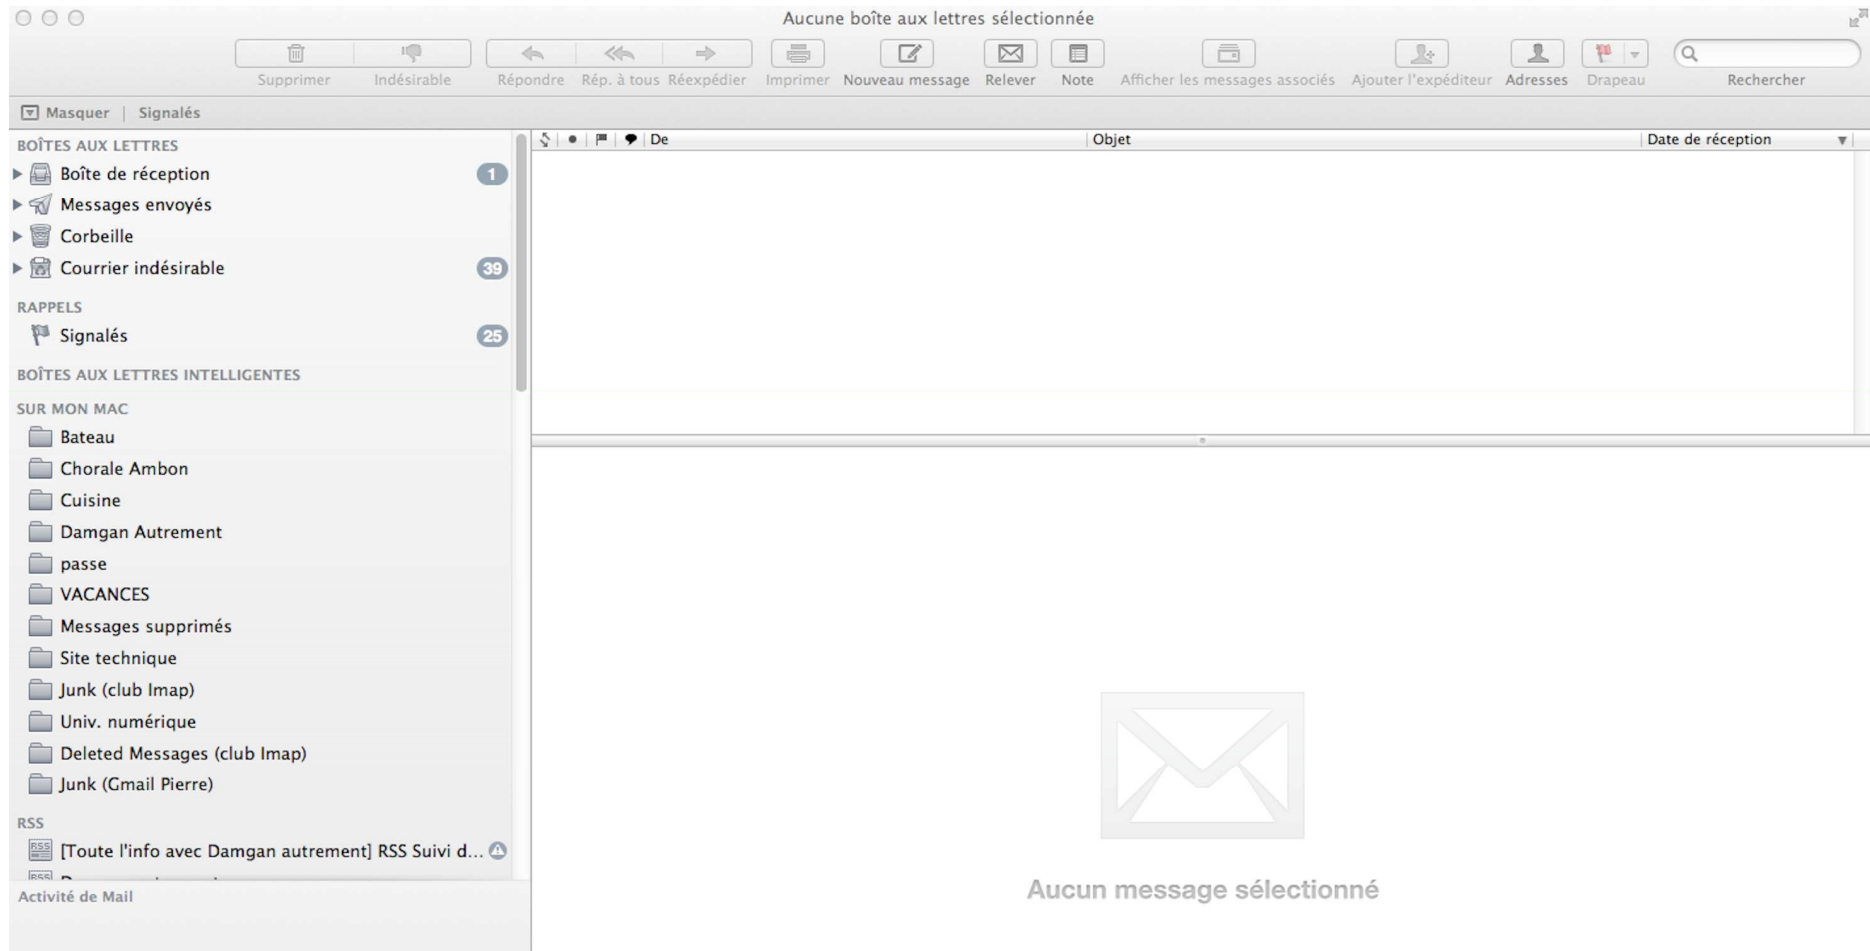 Aucune boîte aux lettres sélectionnée
Supprimer Indésirable Répondre Rép. à tous Réexpédier Imprimer Nouveau message Relever Note Afficher les messages associés Ajouter l'expéditeur Adresses Drapeau Rechercher
Masquer | Signalés
De Objet Date de réception
BOÎTES AUX LETTRES
Boîte de réception 1
Messages envoyés
Corbeille
Courrier indésirable 39
RAPPELS
Signalés 25
BOÎTES AUX LETTRES INTELLIGENTES
SUR MON MAC
Bateau
Chorale Ambon
Cuisine
Damgan Autrement
passe
VACANCES
Messages supprimés
Site technique
Junk (club Imap)
Univ. numérique
Deleted Messages (club Imap)
Junk (Gmail Pierre)
RSS
RSS [Toute l'info avec Damgan autrement] RSS Suivi d...
RSS
Activité de Mail
Aucun message sélectionné